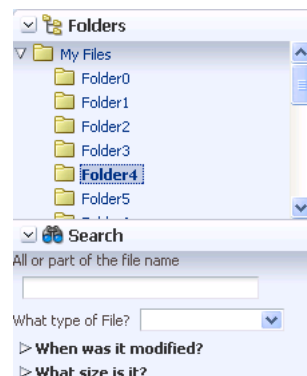 Folders
My Files
Folder0
Folder1
Folder2
Folder3
Folder4
Folder5
Search
All or part of the file name
What type of File?
When was it modified?
What size is it?